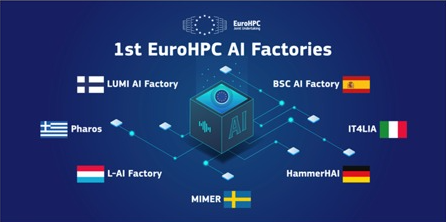 EuroHPC
Joint Undertaking
1st EuroHPC AI Factories
LUMI AI Factory
BSC AI Factory
Pharos
AI
IT4LIA
L-AI Factory
HammerHAI
MIMER